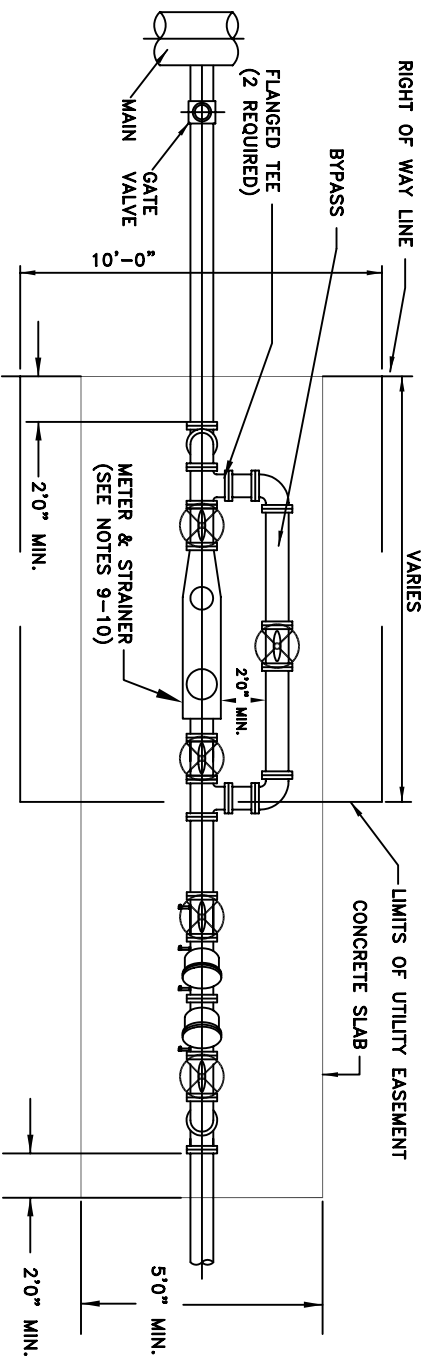 RIGHT OF WAY LINE
BYPASS
FLANGED TEE
(2 REQUIRED)
MAIN
GATE
VALVE
10'-0"
VARIES
2'0" MIN.
METER & STRAINER
(SEE NOTES 9-10)
2'0" MIN.
LIMITS OF UTILITY EASEMENT
CONCRETE SLAB
5'0" MIN.
2'0" MIN.